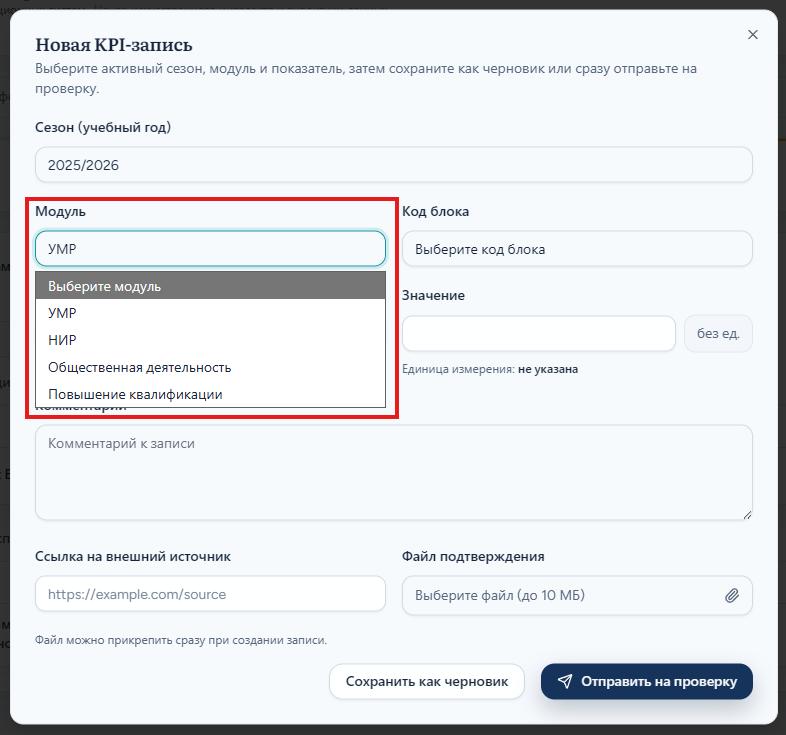 Новая KPI-запись
Выберите активный сезон, модуль и показатель, затем сохраните как черновик или сразу отправьте на
проверку.
Сезон (учебный год)
2025/2026
Модуль
Код блока
УМР
Выберите код блока
Выберите модуль
УМР
НИР
Общественная деятельность
Повышение квалификации
Значение
без ед.
Единица измерения: не указана
Комментарий
Комментарий к записи
Ссылка на внешний источник
Файл подтверждения
https://example.com/source
Выберите файл (до 10 МБ)
Файл можно прикрепить сразу при создании записи.
Сохранить как черновик
Отправить на проверку